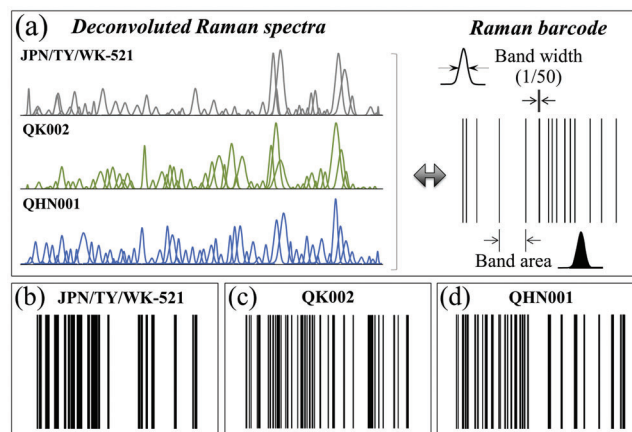 (a) Deconvoluted Raman spectra
Raman barcode
JPN/TY/WK-521
QK002
QHN001
Band width
(1/50)
Band area
(b) JPN/TY/WK-521
(c) QK002
(d) QHN001